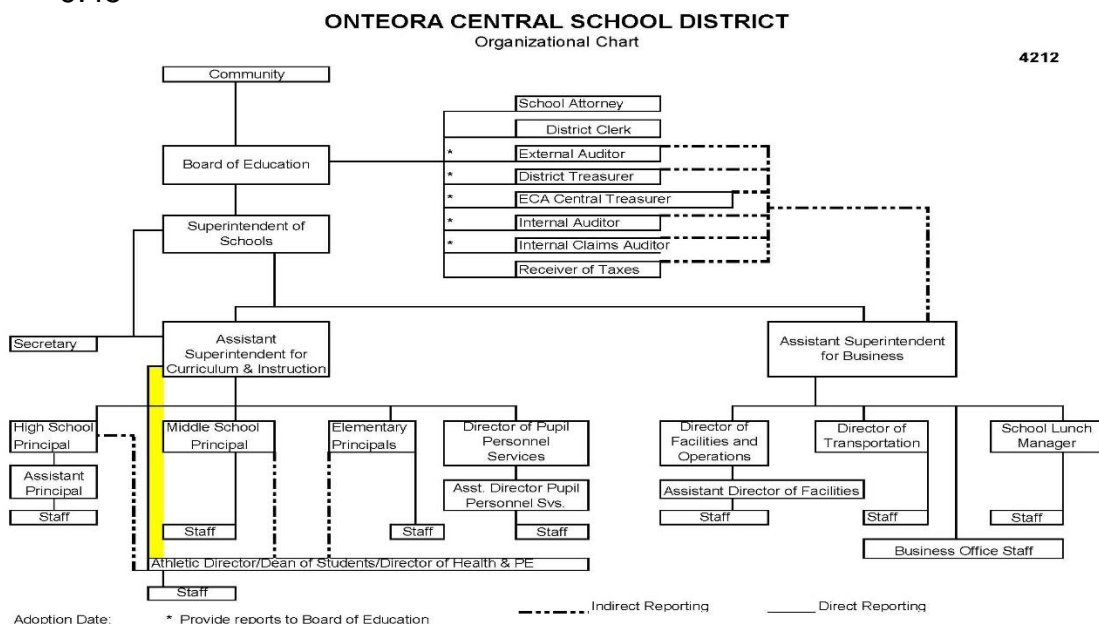 ONTEORA CENTRAL SCHOOL DISTRICT
Organizational Chart
4212
Community
School Attorney
District Clerk
Board of Education
* External Auditor
* District Treasurer
* ECA Central Treasurer
Superintendent of
Schools
* Internal Auditor
* Internal Claims Auditor
Receiver of Taxes
Secretary
Assistant
Superintendent for
Curriculum & Instruction
Assistant Superintendent
for Business
High School
Principal
Middle School
Principal
Elementary
Principals
Director of Pupil
Personnel
Services
Director of
Facilities and
Operations
Director of
Transportation
School Lunch
Manager
Assistant
Principal
Asst. Director Pupil
Personnel Svs.
Assistant Director of Facilities
Staff
Staff
Staff
Staff
Staff
Staff
Staff
Business Office Staff
Athletic Director/Dean of Students/Director of Health & PE
Staff
Adoption Date:
* Provide reports to Board of Education
Indirect Reporting
Direct Reporting